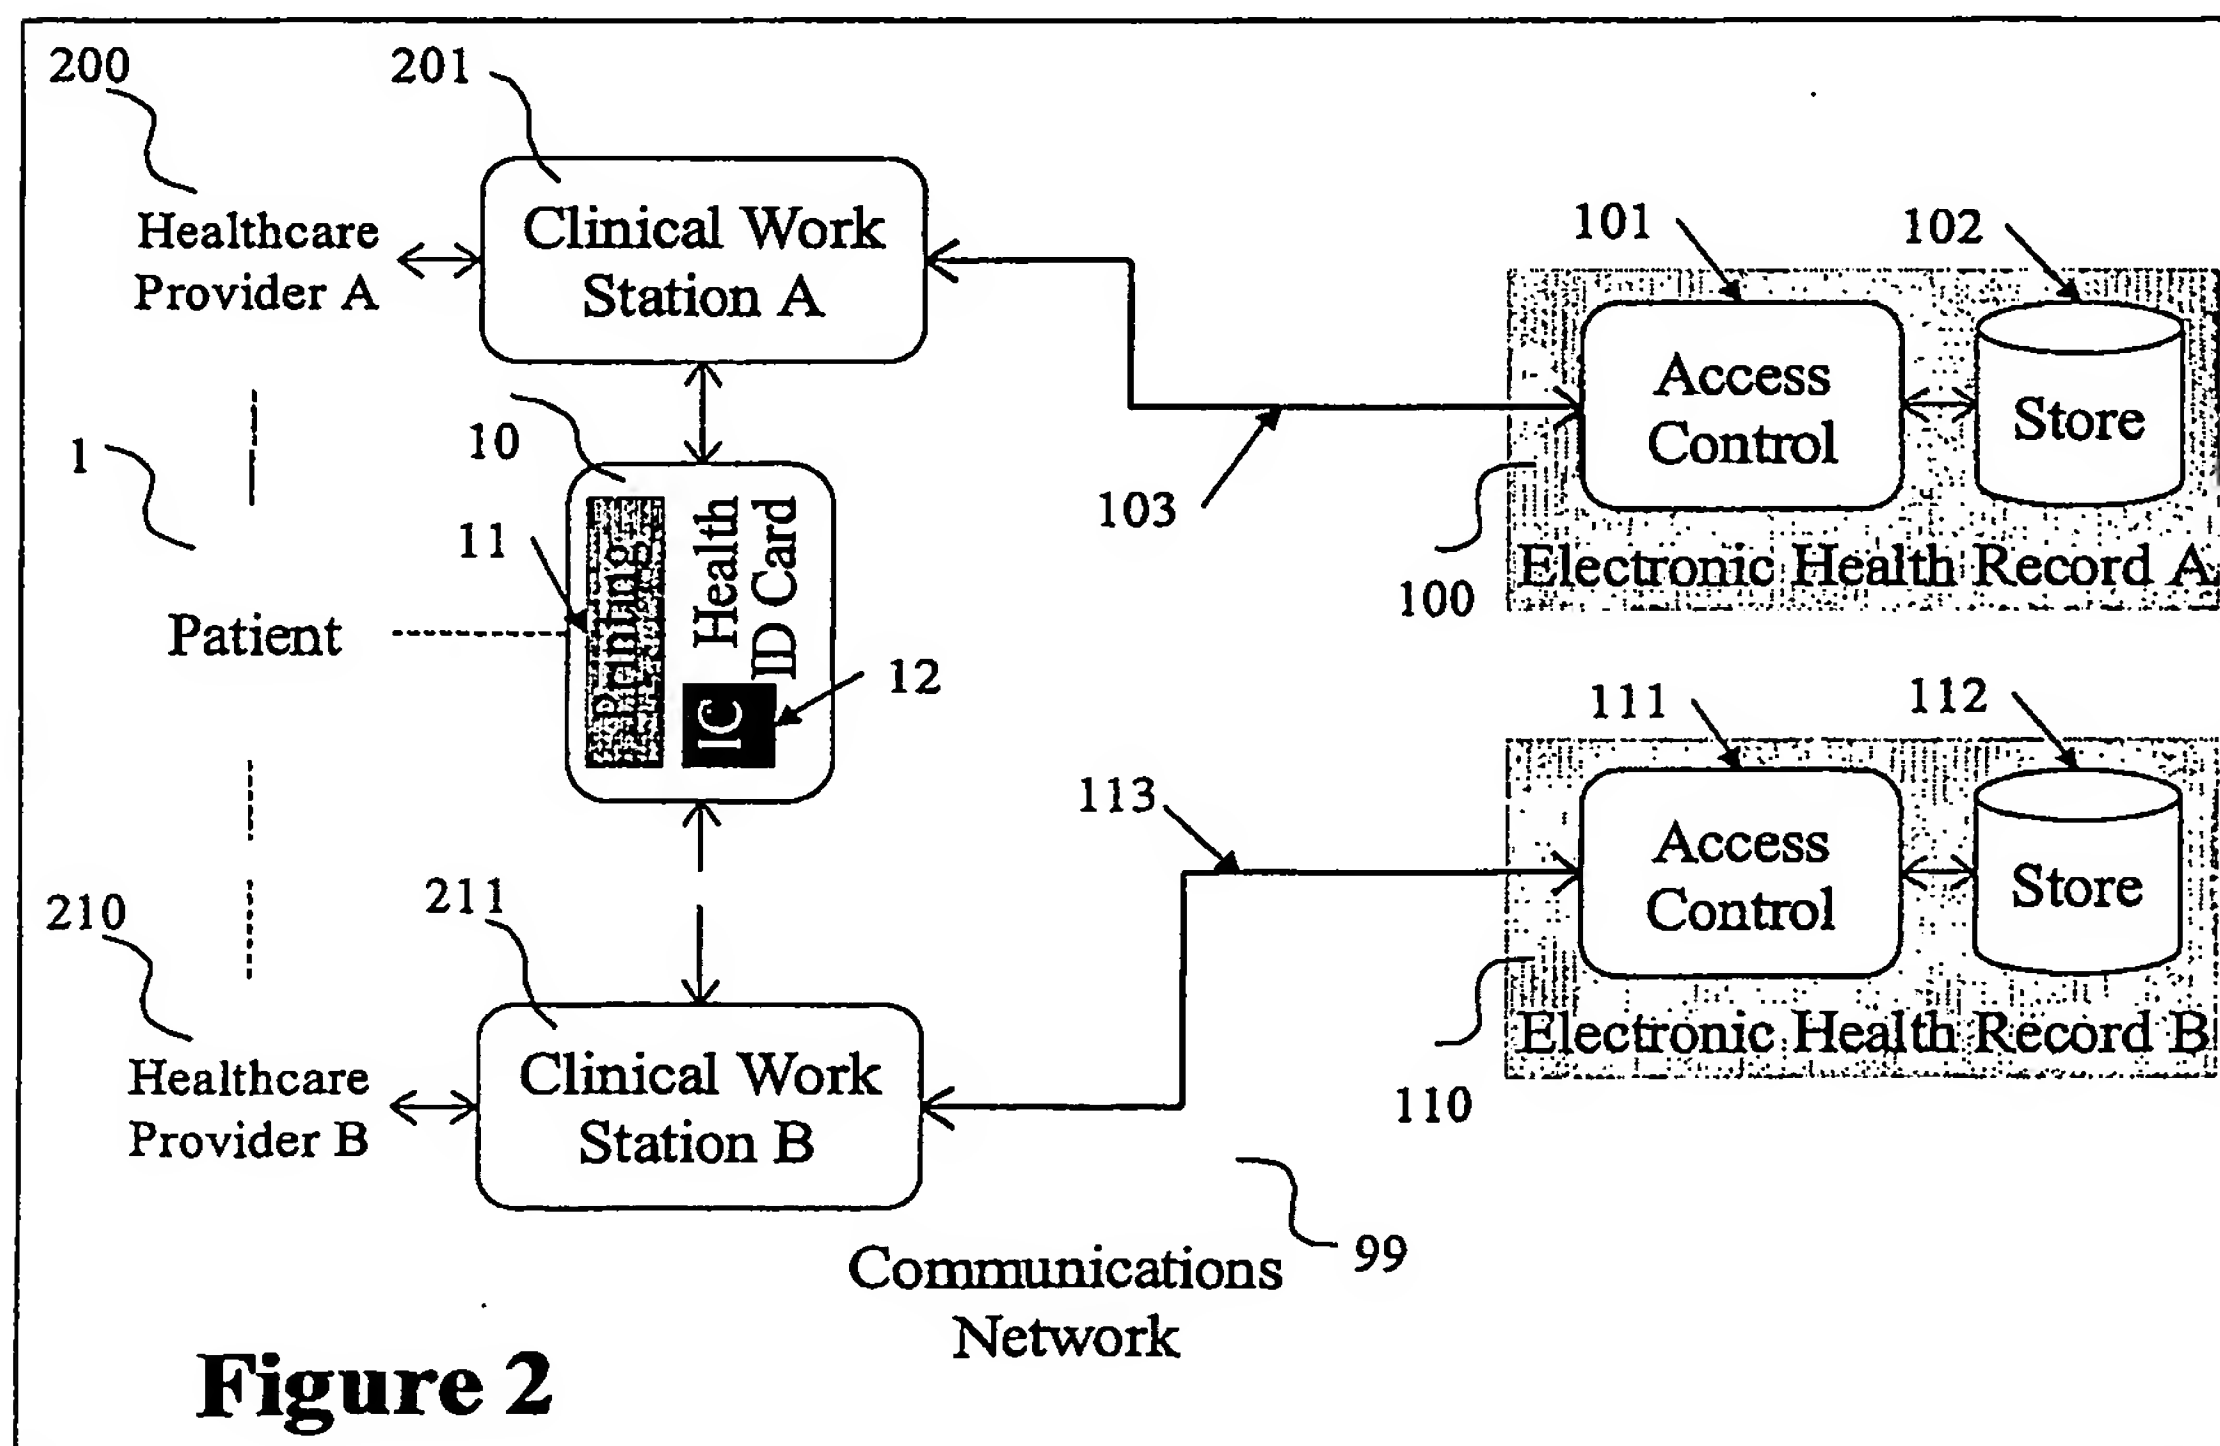 200
201
Healthcare
Provider A
Clinical Work
Station A
101
102
Access
Control
Store
103
100
Electronic Health Record A
1
10
11
Printing
Health
ID Card
IC
12
Patient
111
112
113
Access
Control
Store
110
Electronic Health Record B
210
211
Healthcare
Provider B
Clinical Work
Station B
99
Communications
Network
Figure 2